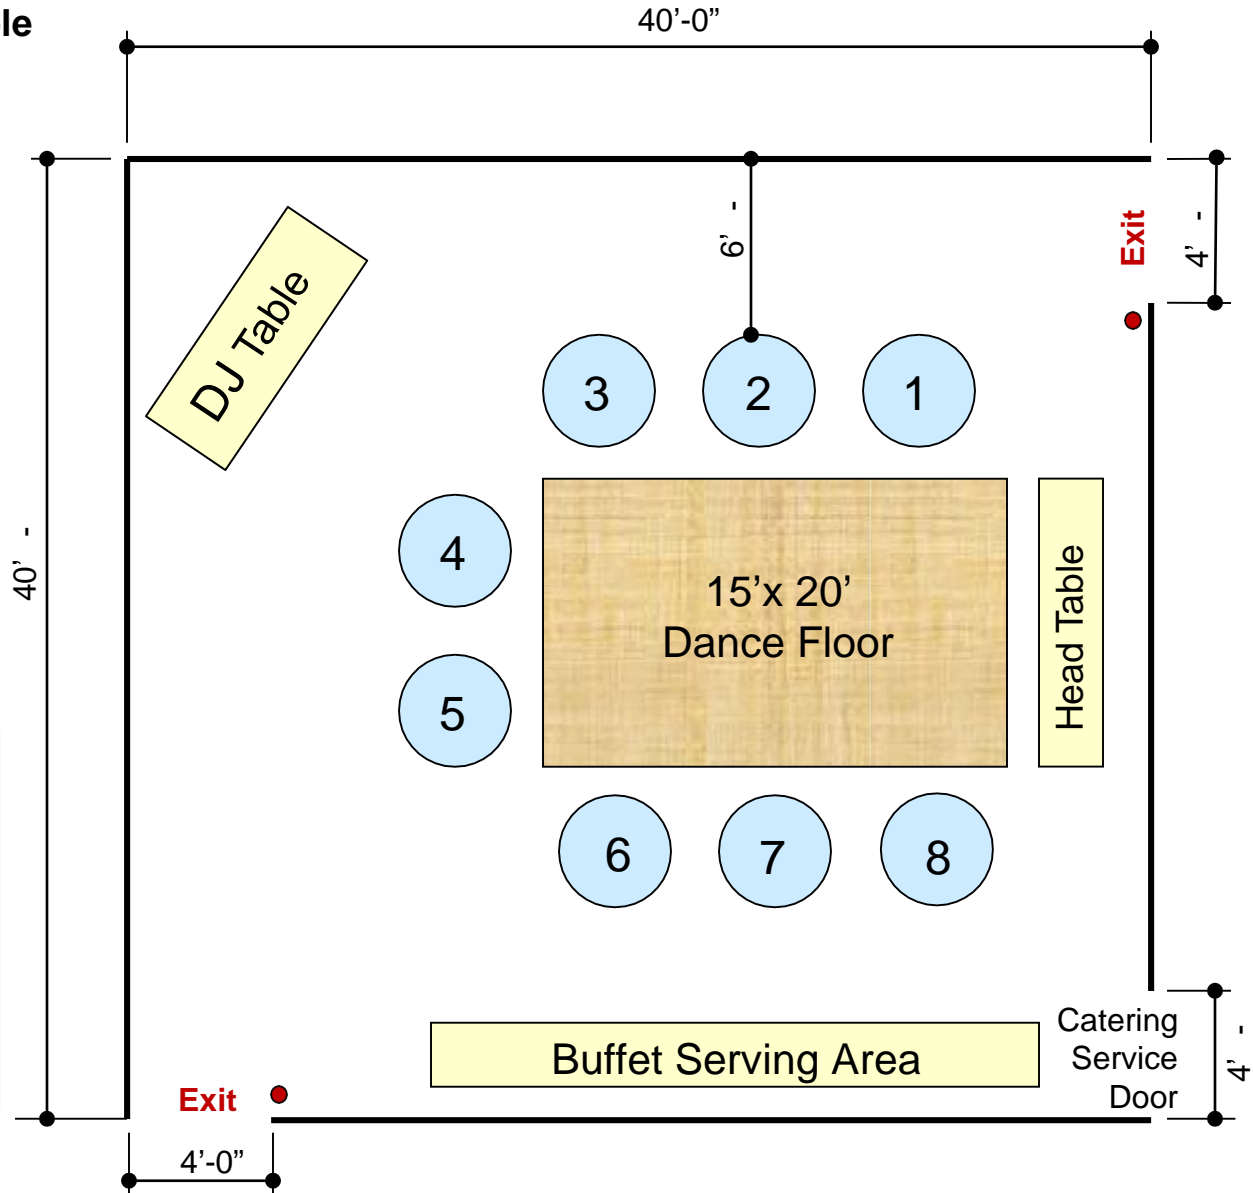 le
40’-0”
Exit
4’ -
6’ -
DJ Table
3
2
1
4
15’x 20’
Dance Floor
Head Table
40’ -
5
6
7
8
Catering
Service
Door
Buffet Serving Area
4’ -
Exit
4’-0”